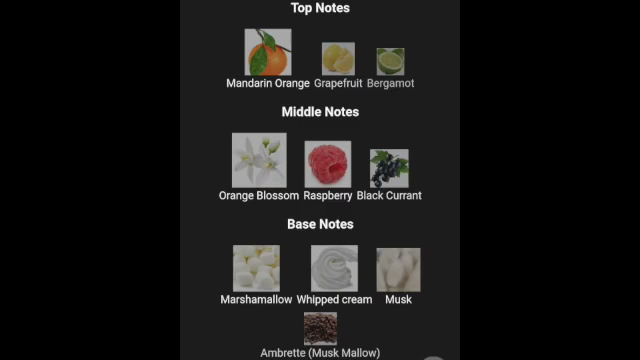 Top Notes
Mandarin Orange Grapefruit Bergamot
Middle Notes
Orange Blossom Raspberry Black Currant
Base Notes
Marshamallow Whipped cream Musk
Ambrette (Musk Mallow)